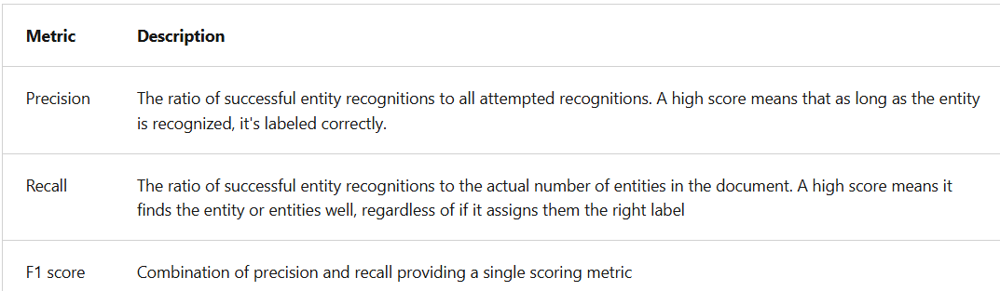 Metric Description
Precision The ratio of successful entity recognitions to all attempted recognitions. A high score means that as long as the entity
is recognized, it's labeled correctly.
Recall The ratio of successful entity recognitions to the actual number of entities in the document. A high score means it
finds the entity or entities well, regardless of if it assigns them the right label
F1 score Combination of precision and recall providing a single scoring metric